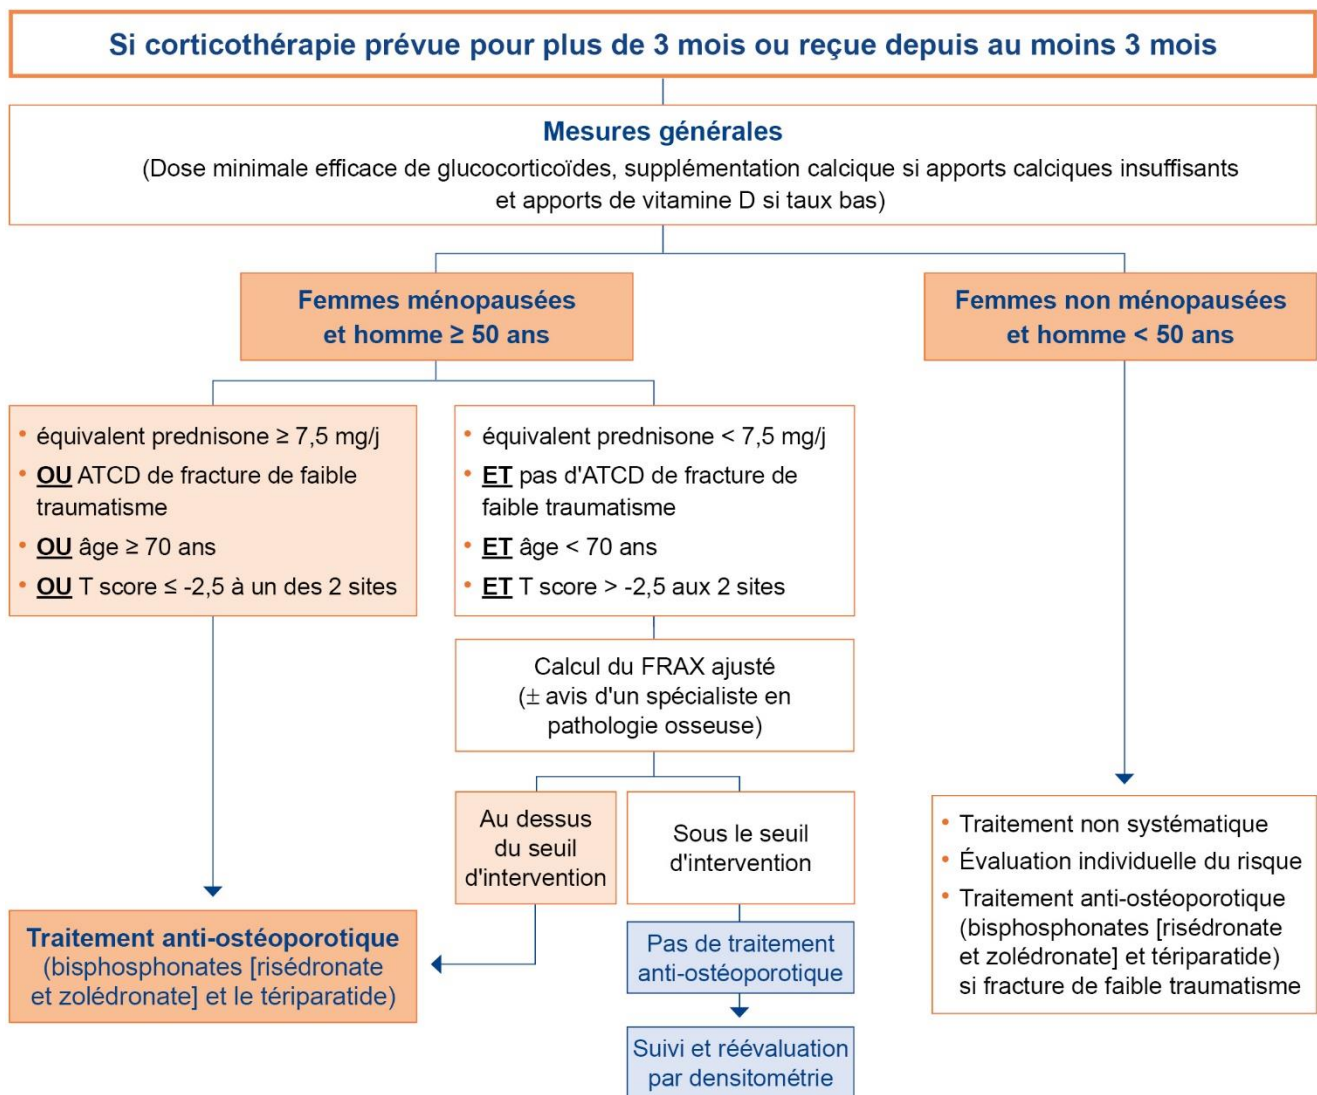 Si corticothérapie prévue pour plus de 3 mois ou reçue depuis au moins 3 mois
Mesures générales
(Dose minimale efficace de glucocorticoïdes, supplémentation calcique si apports calciques insuffisants
et apports de vitamine D si taux bas)
Femmes ménopausées
et homme ≥ 50 ans
Femmes non ménopausées
et homme < 50 ans
• équivalent prednisone ≥ 7,5 mg/j
• OU ATCD de fracture de faible
traumatisme
• OU âge ≥ 70 ans
• OU T score ≤ -2,5 à un des 2 sites
• équivalent prednisone < 7,5 mg/j
• ET pas d'ATCD de fracture de
faible traumatisme
• ET âge < 70 ans
• ET T score > -2,5 aux 2 sites
Calcul du FRAX ajusté
(± avis d'un spécialiste en
pathologie osseuse)
Au dessus
du seuil
d'intervention
Sous le seuil
d'intervention
Traitement anti-ostéoporotique
(bisphosphonates [risédronate
et zolédronate] et le tériparatide)
Pas de traitement
anti-ostéoporotique
Suivi et réévaluation
par densitométrie
• Traitement non systématique
• Évaluation individuelle du risque
• Traitement anti-ostéoporotique
(bisphosphonates [risédronate
et zolédronate] et tériparatide)
si fracture de faible traumatisme